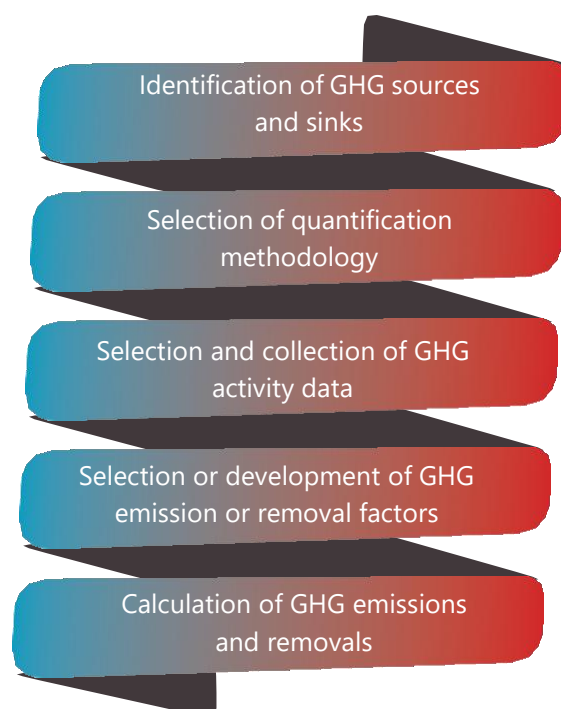 Identification of GHG sources
and sinks
Selection of quantification
methodology
Selection and collection of GHG
activity data
Selection or development of GHG
emission or removal factors
Calculation of GHG emissions
and removals